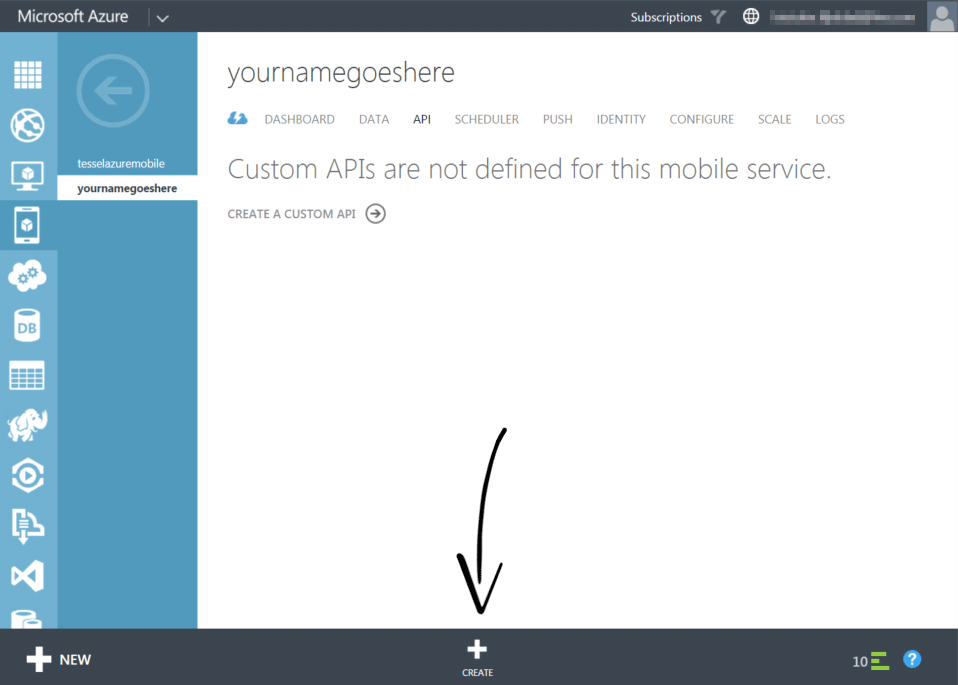 Microsoft Azure
Subscriptions
yournamegoeshere
DASHBOARD DATA API SCHEDULER PUSH IDENTITY CONFIGURE SCALE LOGS
tesselazuremobile
yournamegoeshere
Custom APIs are not defined for this mobile service.
CREATE A CUSTOM API
DB
NEW
CREATE
10
?